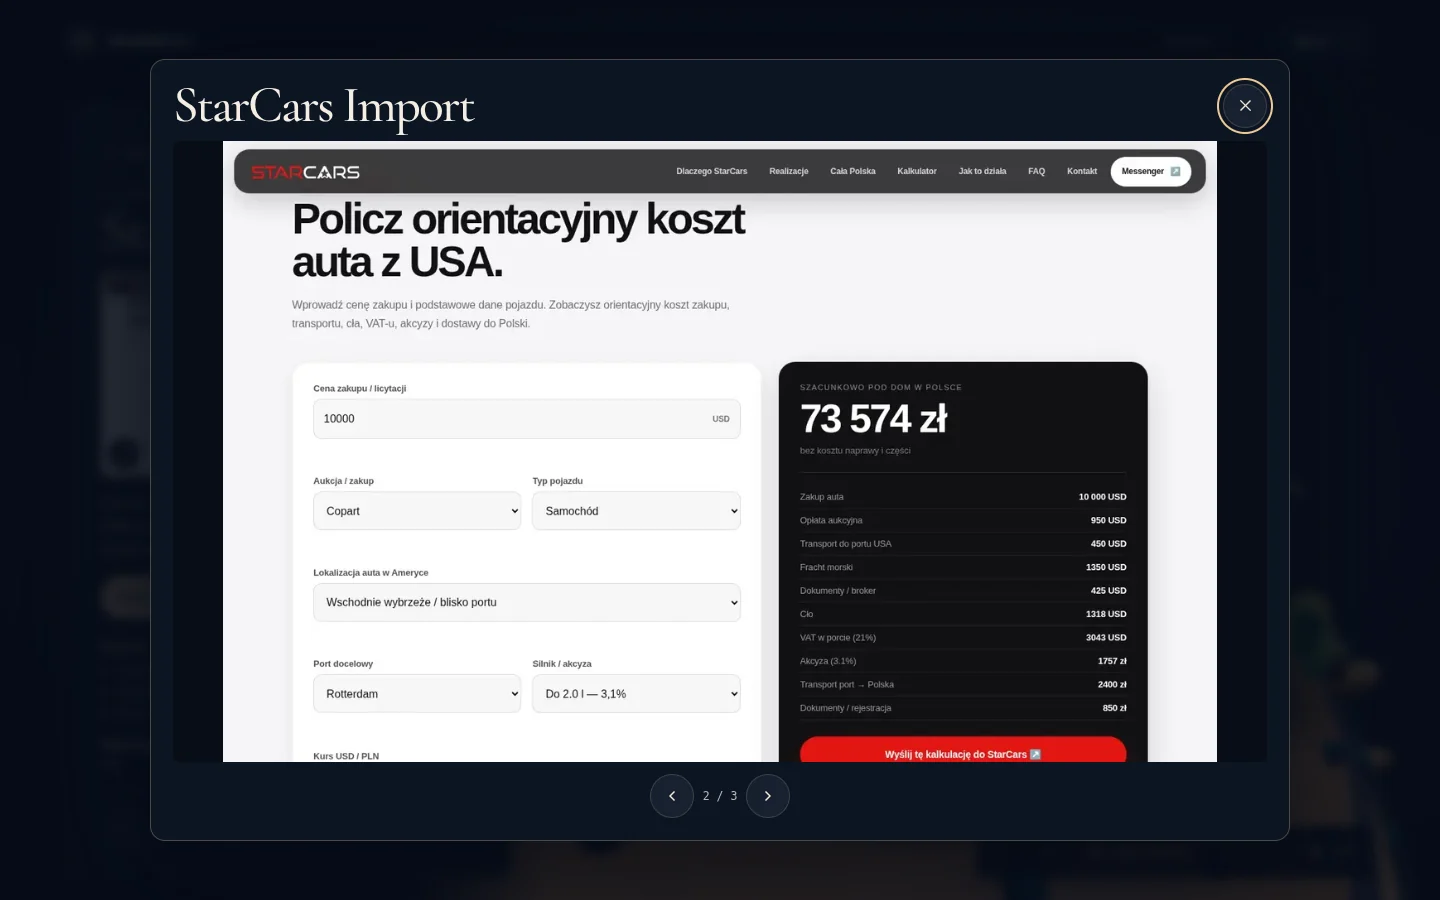 StarCars Import
STARCARS
Dlaczego StarCars
Realizacje
Cała Polska
Kalkulator
Jak to działa
FAQ
Kontakt
Messenger ↗
Policz orientacyjny koszt
auta z USA.
Wprowadź cenę zakupu i podstawowe dane pojazdu. Zobaczysz orientacyjny koszt zakupu,
transportu, cła, VAT-u, akcyzy i dostawy do Polski.
Cena zakupu / licytacji
10000 USD
Aukcja / zakup
Copart
Typ pojazdu
Samochód
Lokalizacja auta w Ameryce
Wschodnie wybrzeże / blisko portu
Port docelowy
Rotterdam
Silnik / akcyza
Do 2.0 l — 3,1%
Kurs USD / PLN
SZACUNKOWO POD DOM W POLSCE
73 574 zł
bez kosztu naprawy i części
Zakup auta 10 000 USD
Opłata aukcyjna 950 USD
Transport do portu USA 450 USD
Fracht morski 1350 USD
Dokumenty / broker 425 USD
Cło 1318 USD
VAT w porcie (21%) 3043 USD
Akcyza (3.1%) 1757 zł
Transport port → Polska 2400 zł
Dokumenty / rejestracja 850 zł
Wyślij tę kalkulację do StarCars ↗
2 / 3